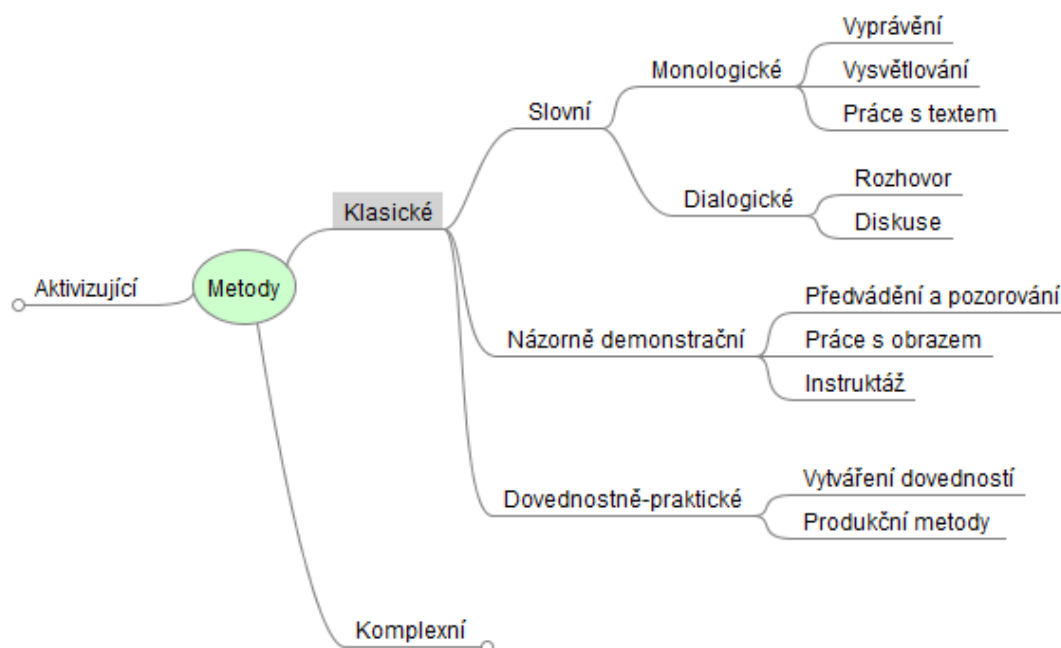 Metody
Klasické
Slovní
Monologické
Vyprávění
Vysvětlování
Práce s textem
Dialogické
Rozhovor
Diskuse
Názorně demonstrační
Předvádění a pozorování
Práce s obrazem
Instruktáž
Dovednostně-praktické
Vytváření dovedností
Produkční metody
Komplexní
Aktivizující